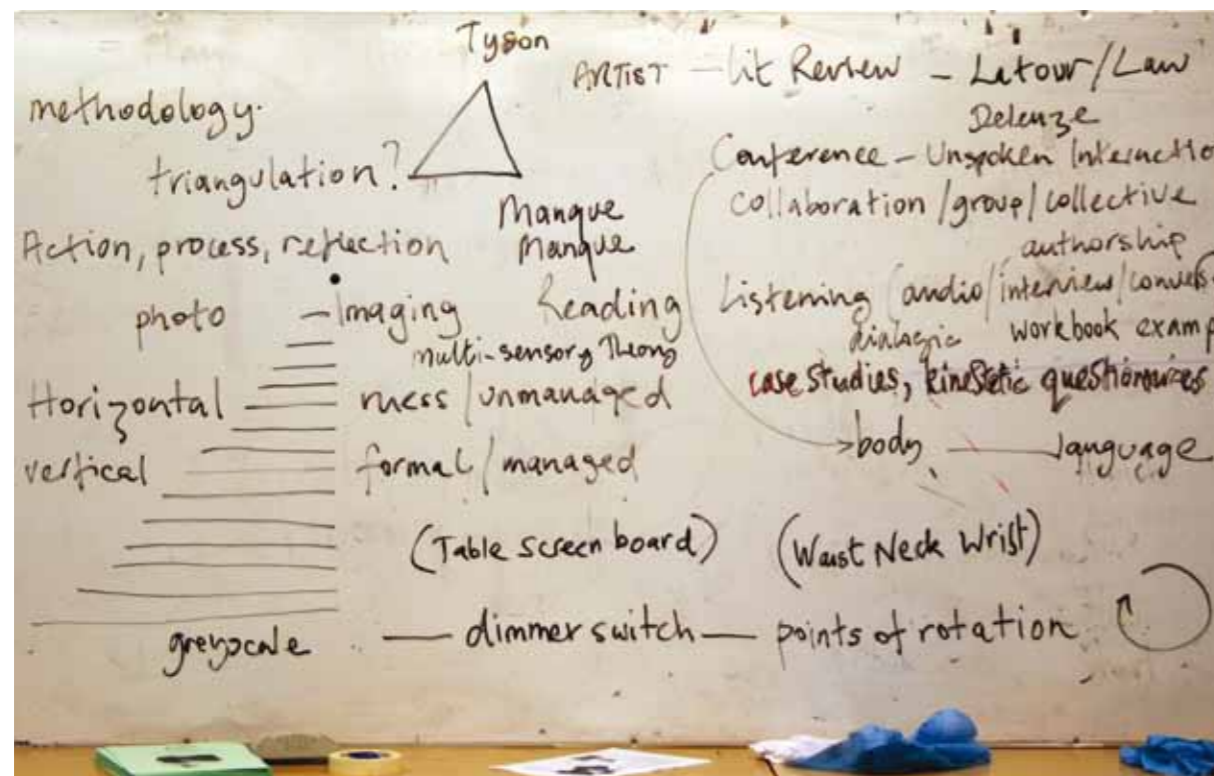 Tyson
methodology.
triangulation?
Action, process, reflection
photo — Imaging
Manque
Manque
Reading
multi-sensory Theory
Horizontal
mess / unmanaged
vertical
formal / managed
(Table screen board)
(Waist Neck Wrist)
greyscale — dimmer switch — points of rotation
ARTIST — Lit Review — Latour / Law
Deleuze
Conference — Unspoken Interactio
collaboration / group / collective
authorship
Listening (audio / interview / convers
dialogic workbook examp
case studies, kinestetic questionnaires
body — language